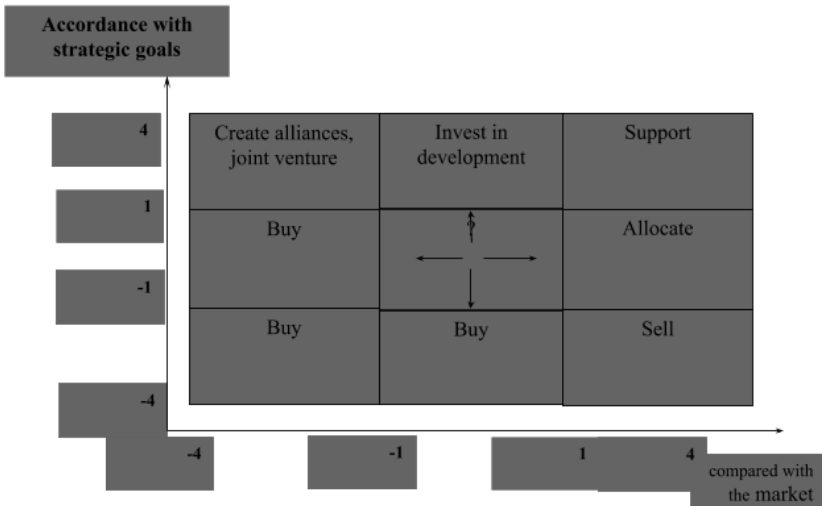 Accordance with
strategic goals
4
Create alliances,
joint venture
Invest in
development
Support
1
Buy
?
Allocate
-1
Buy
Buy
Sell
-4
-4
-1
1
4
compared with
the market